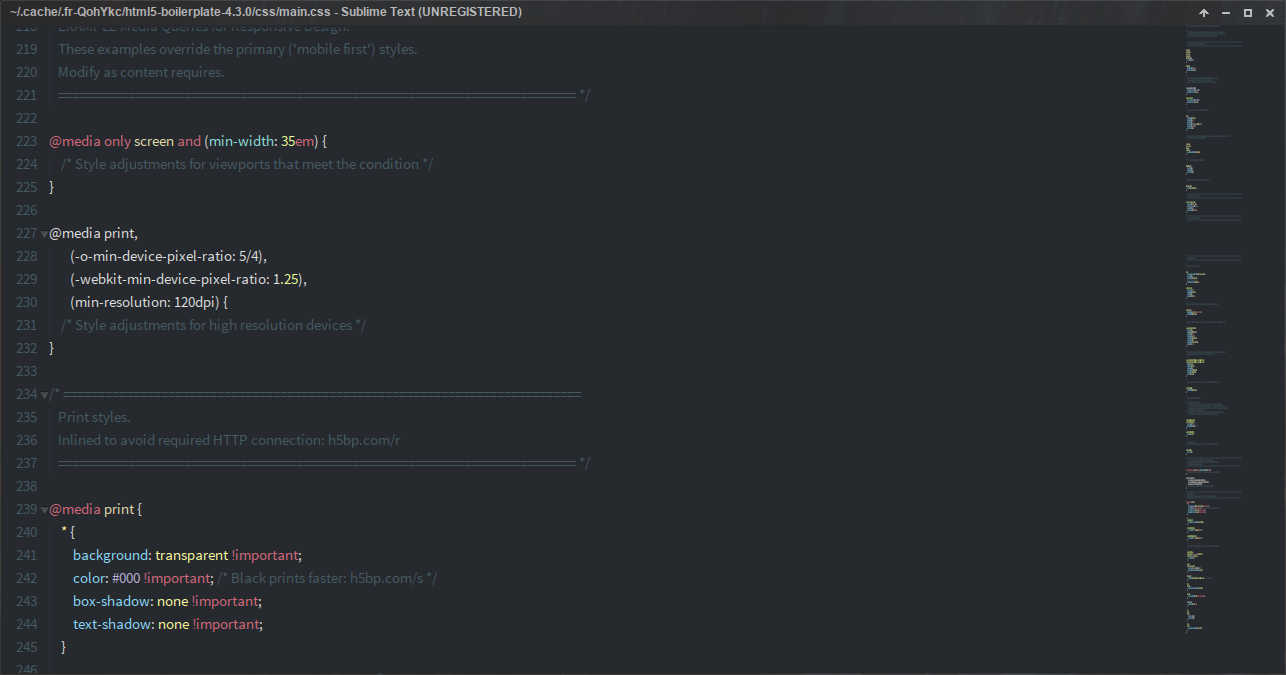 ~/.cache/.fr-QohYkc/html5-boilerplate-4.3.0/css/main.css - Sublime Text (UNREGISTERED)
218 EXAMPLE Media Queries for Responsive Design.
219 These examples override the primary ('mobile first') styles.
220 Modify as content requires.
221 ========================================================================== */
222
223 @media only screen and (min-width: 35em) {
224 /* Style adjustments for viewports that meet the condition */
225 }
226
227 @media print,
228 (-o-min-device-pixel-ratio: 5/4),
229 (-webkit-min-device-pixel-ratio: 1.25),
230 (min-resolution: 120dpi) {
231 /* Style adjustments for high resolution devices */
232 }
233
234 /* ==========================================================================
235 Print styles.
236 Inlined to avoid required HTTP connection: h5bp.com/r
237 ========================================================================== */
238
239 @media print {
240 * {
241 background: transparent !important;
242 color: #000 !important; /* Black prints faster: h5bp.com/s */
243 box-shadow: none !important;
244 text-shadow: none !important;
245 }
246